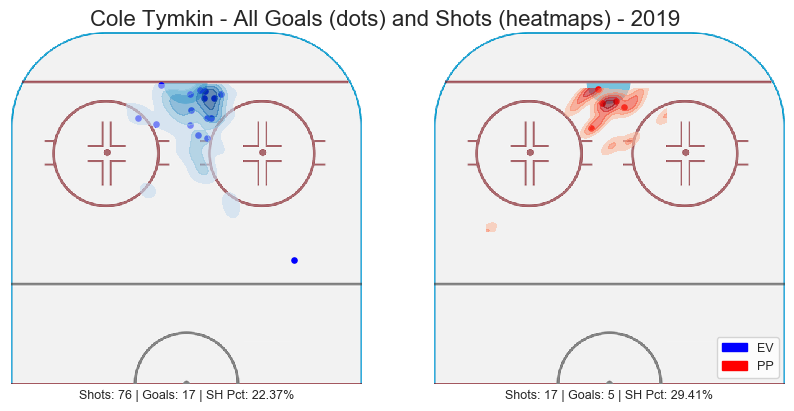 Cole Tymkin - All Goals (dots) and Shots (heatmaps) - 2019
EV
PP
Shots: 76 | Goals: 17 | SH Pct: 22.37%
Shots: 17 | Goals: 5 | SH Pct: 29.41%